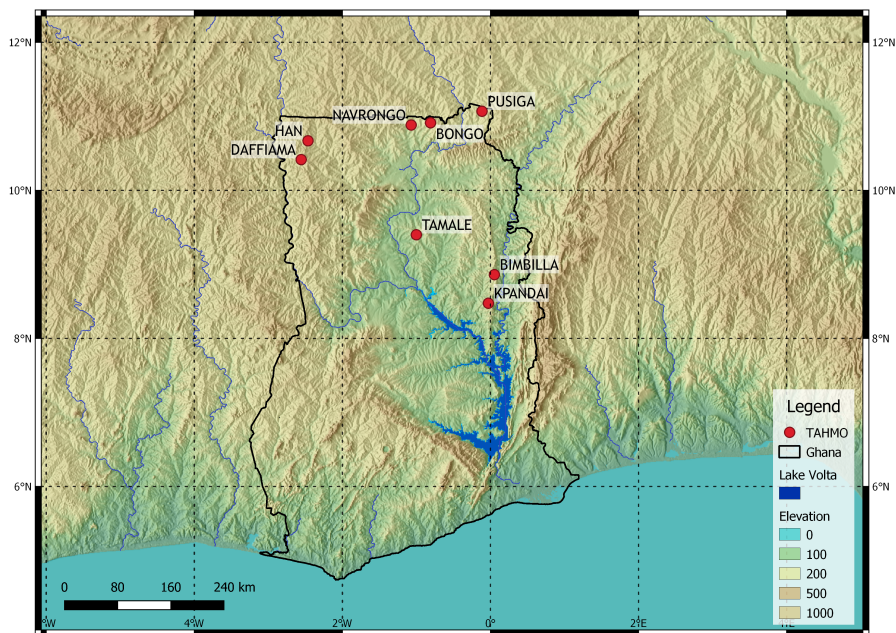 12°N
12°N
PUSIGA
NAVRONGO
BONGO
HAN
DAFFIAMA
10°N
10°N
TAMALE
BIMBILLA
KPANDAI
8°N
8°N
Legend
TAHMO
Ghana
Lake Volta
6°N
6°N
Elevation
0
100
200
500
1000
0 80 160 240 km
4°W 2°W 0° 2°E